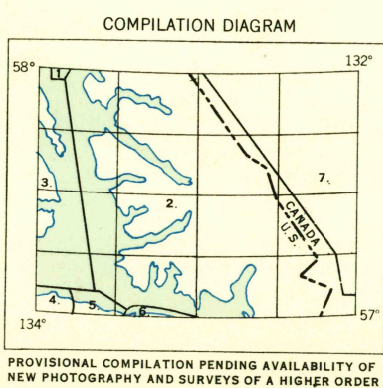 COMPILATION DIAGRAM
58°
132°
1.
3.
2.
7.
CANADA
U.S.
4.
5.
6.
134°
57°
PROVISIONAL COMPILATION PENDING AVAILABILITY OF
NEW PHOTOGRAPHY AND SURVEYS OF A HIGHER ORDER